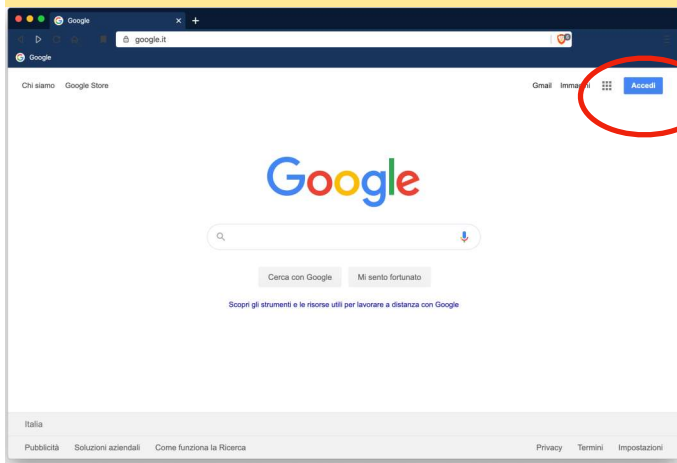 Google
google.it
Google
Chi siamo Google Store
Gmail Immagini Accedi
Google
Cerca con Google Mi sento fortunato
Scopri gli strumenti e le risorse utili per lavorare a distanza con Google
Italia
Pubblicità Soluzioni aziendali Come funziona la Ricerca
Privacy Termini Impostazioni